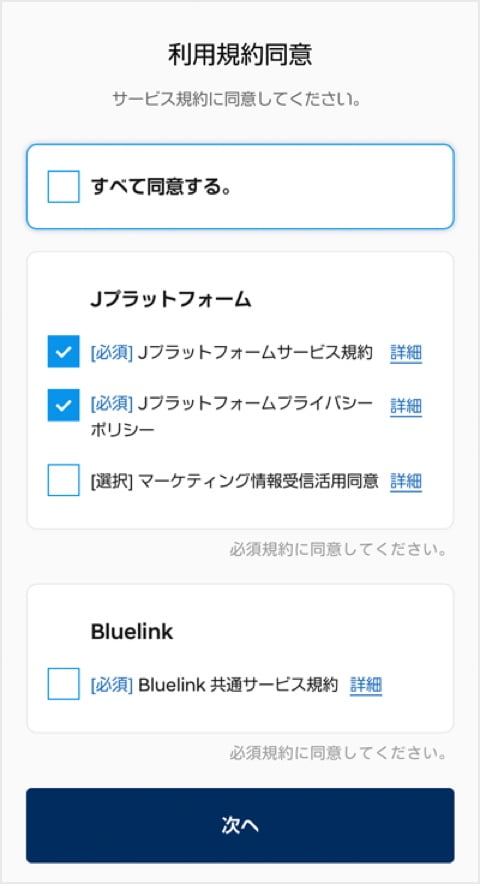 利用規約同意
サービス規約に同意してください。
すべて同意する。
Jプラットフォーム
[必須] Jプラットフォームサービス規約 詳細
[必須] Jプラットフォームプライバシー 詳細
ポリシー
[選択] マーケティング情報受信活用同意 詳細
必須規約に同意してください。
Bluelink
[必須] Bluelink 共通サービス規約 詳細
必須規約に同意してください。
次へ